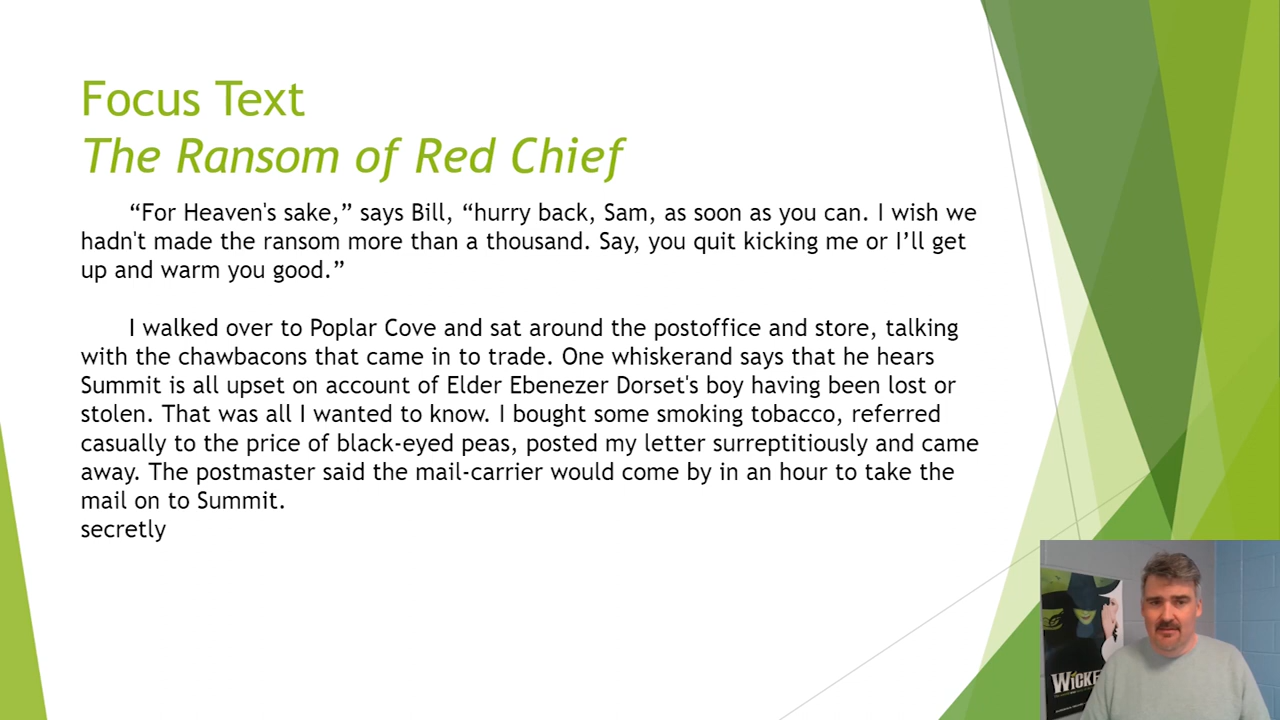 Focus Text
The Ransom of Red Chief
“For Heaven's sake,” says Bill, “hurry back, Sam, as soon as you can. I wish we
hadn't made the ransom more than a thousand. Say, you quit kicking me or I’ll get
up and warm you good.”
I walked over to Poplar Cove and sat around the postoffice and store, talking
with the chawbacons that came in to trade. One whiskerand says that he hears
Summit is all upset on account of Elder Ebenezer Dorset's boy having been lost or
stolen. That was all I wanted to know. I bought some smoking tobacco, referred
casually to the price of black-eyed peas, posted my letter surreptitiously and came
away. The postmaster said the mail-carrier would come by in an hour to take the
mail on to Summit.
secretly
WICKE